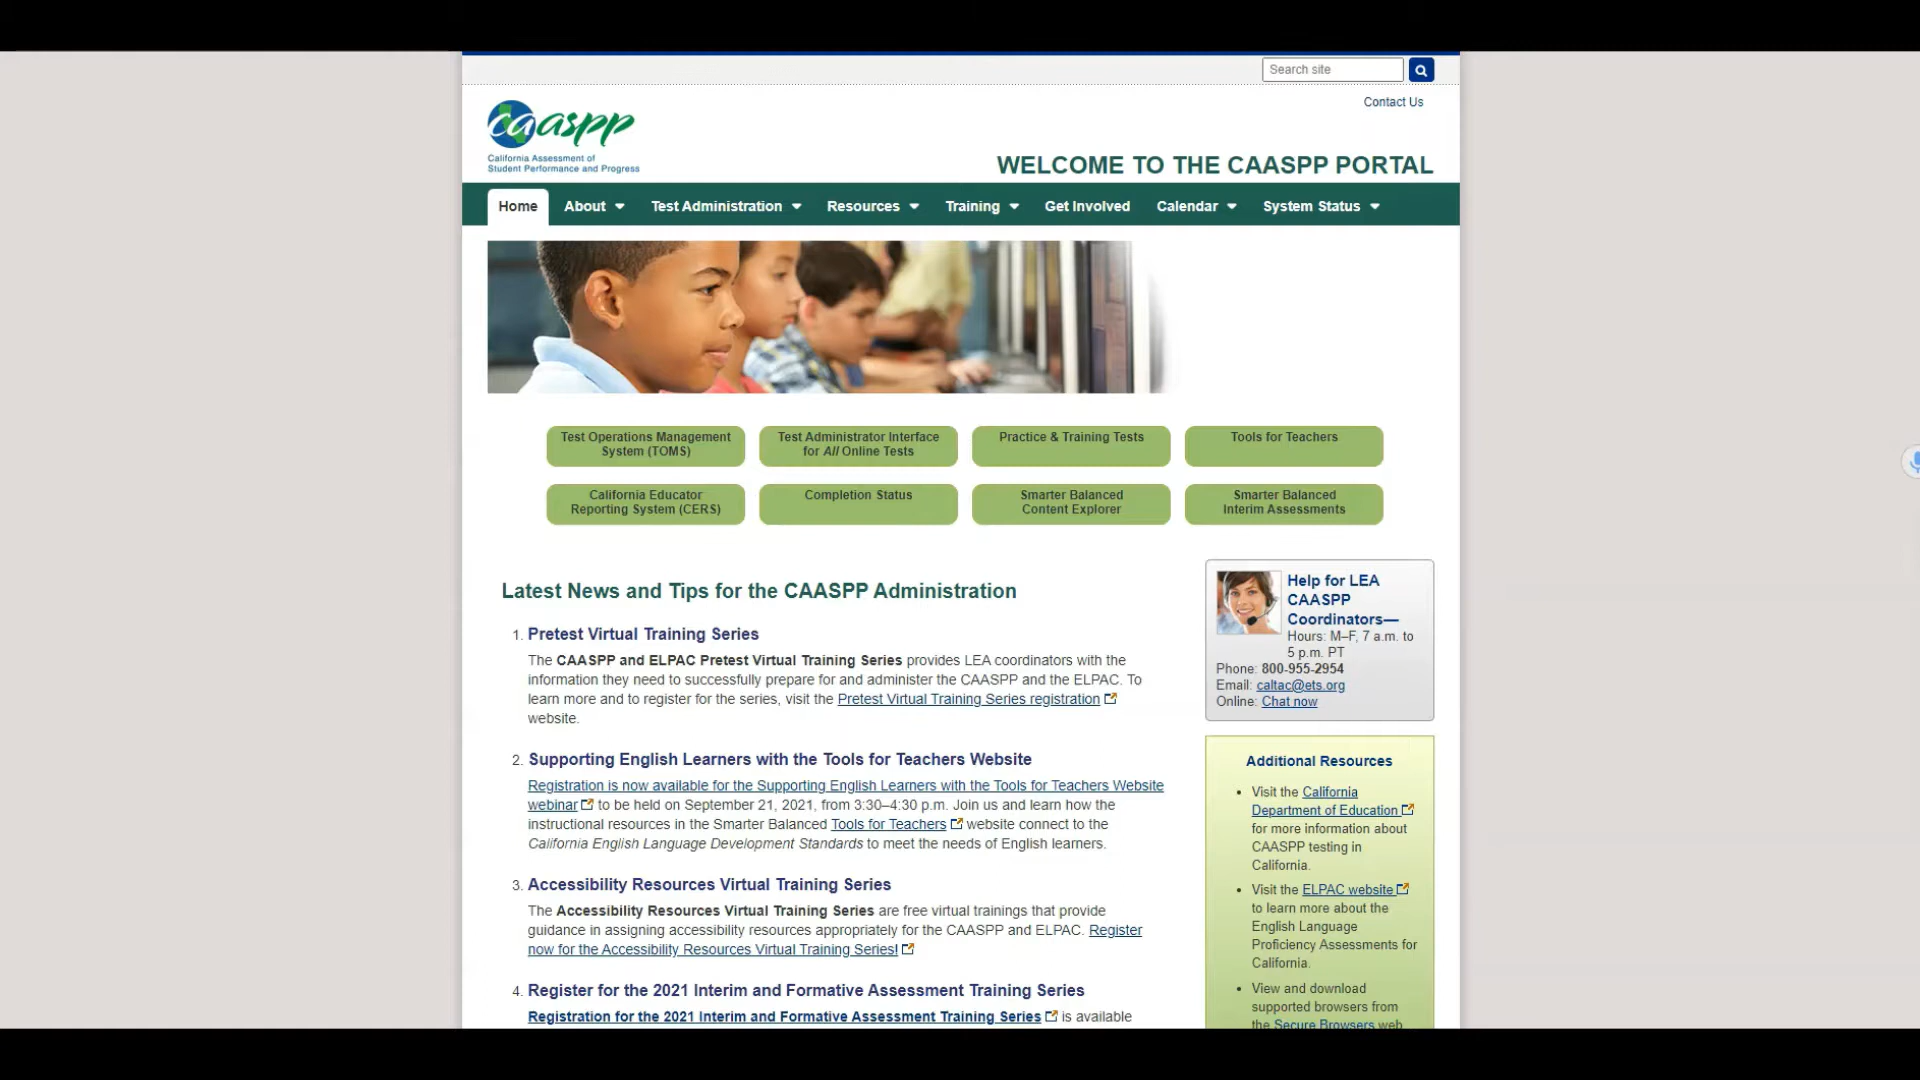 Search site
Contact Us
caaspp
California Assessment of
Student Performance and Progress
WELCOME TO THE CAASPP PORTAL
Home About Test Administration Resources Training Get Involved Calendar System Status
Test Operations Management
System (TOMS)
Test Administrator Interface
for All Online Tests
Practice & Training Tests
Tools for Teachers
California Educator
Reporting System (CERS)
Completion Status
Smarter Balanced
Content Explorer
Smarter Balanced
Interim Assessments
Latest News and Tips for the CAASPP Administration
1. Pretest Virtual Training Series
The CAASPP and ELPAC Pretest Virtual Training Series provides LEA coordinators with the
information they need to successfully prepare for and administer the CAASPP and the ELPAC. To
learn more and to register for the series, visit the Pretest Virtual Training Series registration
website.
2. Supporting English Learners with the Tools for Teachers Website
Registration is now available for the Supporting English Learners with the Tools for Teachers Website
webinar to be held on September 21, 2021, from 3:30–4:30 p.m. Join us and learn how the
instructional resources in the Smarter Balanced Tools for Teachers website connect to the
California English Language Development Standards to meet the needs of English learners.
3. Accessibility Resources Virtual Training Series
The Accessibility Resources Virtual Training Series are free virtual trainings that provide
guidance in assigning accessibility resources appropriately for the CAASPP and ELPAC. Register
now for the Accessibility Resources Virtual Training Series!
4. Register for the 2021 Interim and Formative Assessment Training Series
Registration for the 2021 Interim and Formative Assessment Training Series is available
Help for LEA
CAASPP
Coordinators—
Hours: M–F, 7 a.m. to
5 p.m. PT
Phone: 800-955-2954
Email: caltac@ets.org
Online: Chat now
Additional Resources
• Visit the California
Department of Education
for more information about
CAASPP testing in
California.
• Visit the ELPAC website
to learn more about the
English Language
Proficiency Assessments for
California.
• View and download
supported browsers from
the Secure Browsers web